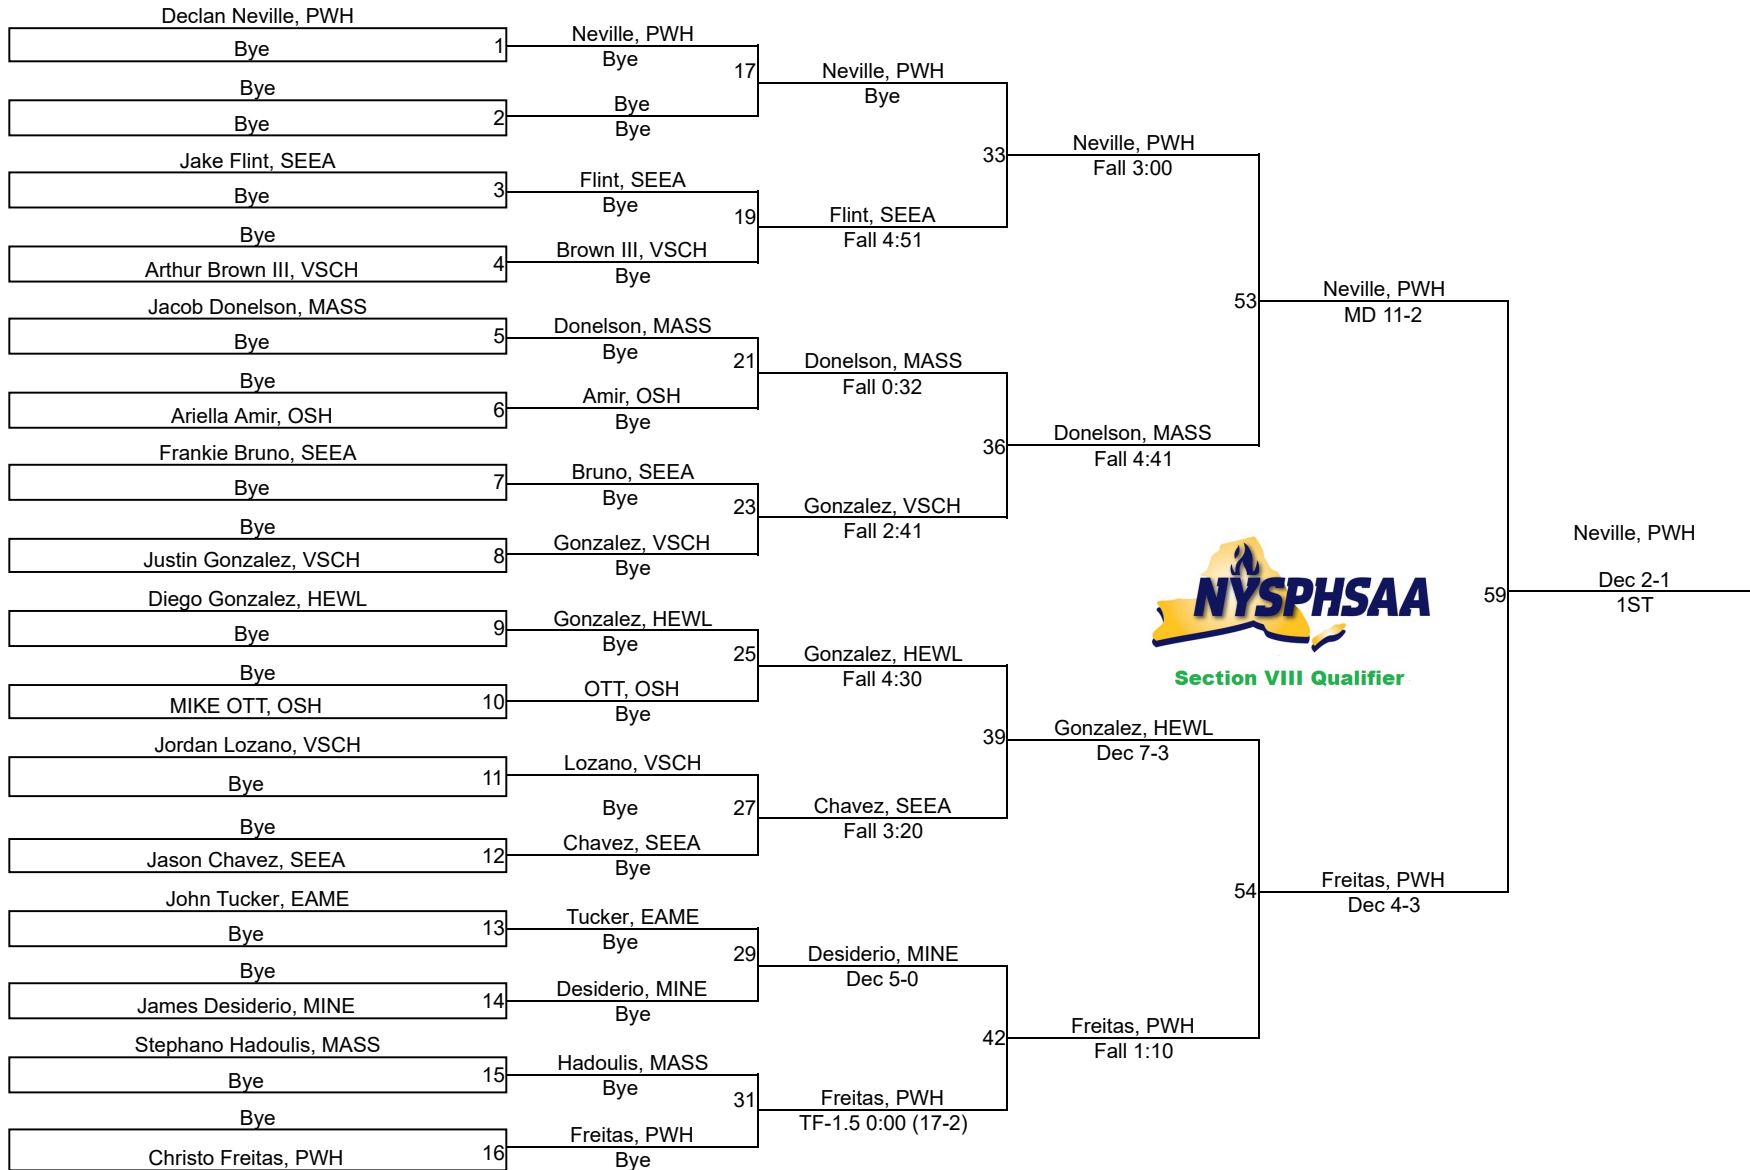 Declan Neville, PWH
Bye
1
Bye
Bye
2
Jake Flint, SEEA
Bye
3
Bye
Arthur Brown III, VSCH
4
Jacob Donelson, MASS
Bye
5
Bye
Ariella Amir, OSH
6
Frankie Bruno, SEEA
Bye
7
Bye
Justin Gonzalez, VSCH
8
Diego Gonzalez, HEWL
Bye
9
Bye
MIKE OTT, OSH
10
Jordan Lozano, VSCH
Bye
11
Bye
Jason Chavez, SEEA
12
John Tucker, EAME
Bye
13
Bye
James Desiderio, MINE
14
Stephano Hadoulis, MASS
Bye
15
Bye
Christo Freitas, PWH
16
Neville, PWH
Bye
17
Bye
Bye
Flint, SEEA
Bye
19
Brown III, VSCH
Bye
Donelson, MASS
Bye
21
Amir, OSH
Bye
Bruno, SEEA
Bye
23
Gonzalez, VSCH
Bye
Gonzalez, HEWL
Bye
25
OTT, OSH
Bye
Lozano, VSCH
Bye
27
Chavez, SEEA
Bye
Tucker, EAME
Bye
29
Desiderio, MINE
Bye
Hadoulis, MASS
Bye
31
Freitas, PWH
Bye
Neville, PWH
Bye
33
Flint, SEEA
Fall 4:51
Donelson, MASS
Fall 0:32
36
Gonzalez, VSCH
Fall 2:41
Gonzalez, HEWL
Fall 4:30
39
Chavez, SEEA
Fall 3:20
Desiderio, MINE
Dec 5-0
42
Freitas, PWH
TF-1.5 0:00 (17-2)
Neville, PWH
Fall 3:00
53
Donelson, MASS
Fall 4:41
Gonzalez, HEWL
Dec 7-3
54
Freitas, PWH
Fall 1:10
Neville, PWH
MD 11-2
59
Freitas, PWH
Dec 4-3
NYSPHSAA
Section VIII Qualifier
Neville, PWH
Dec 2-1
1ST